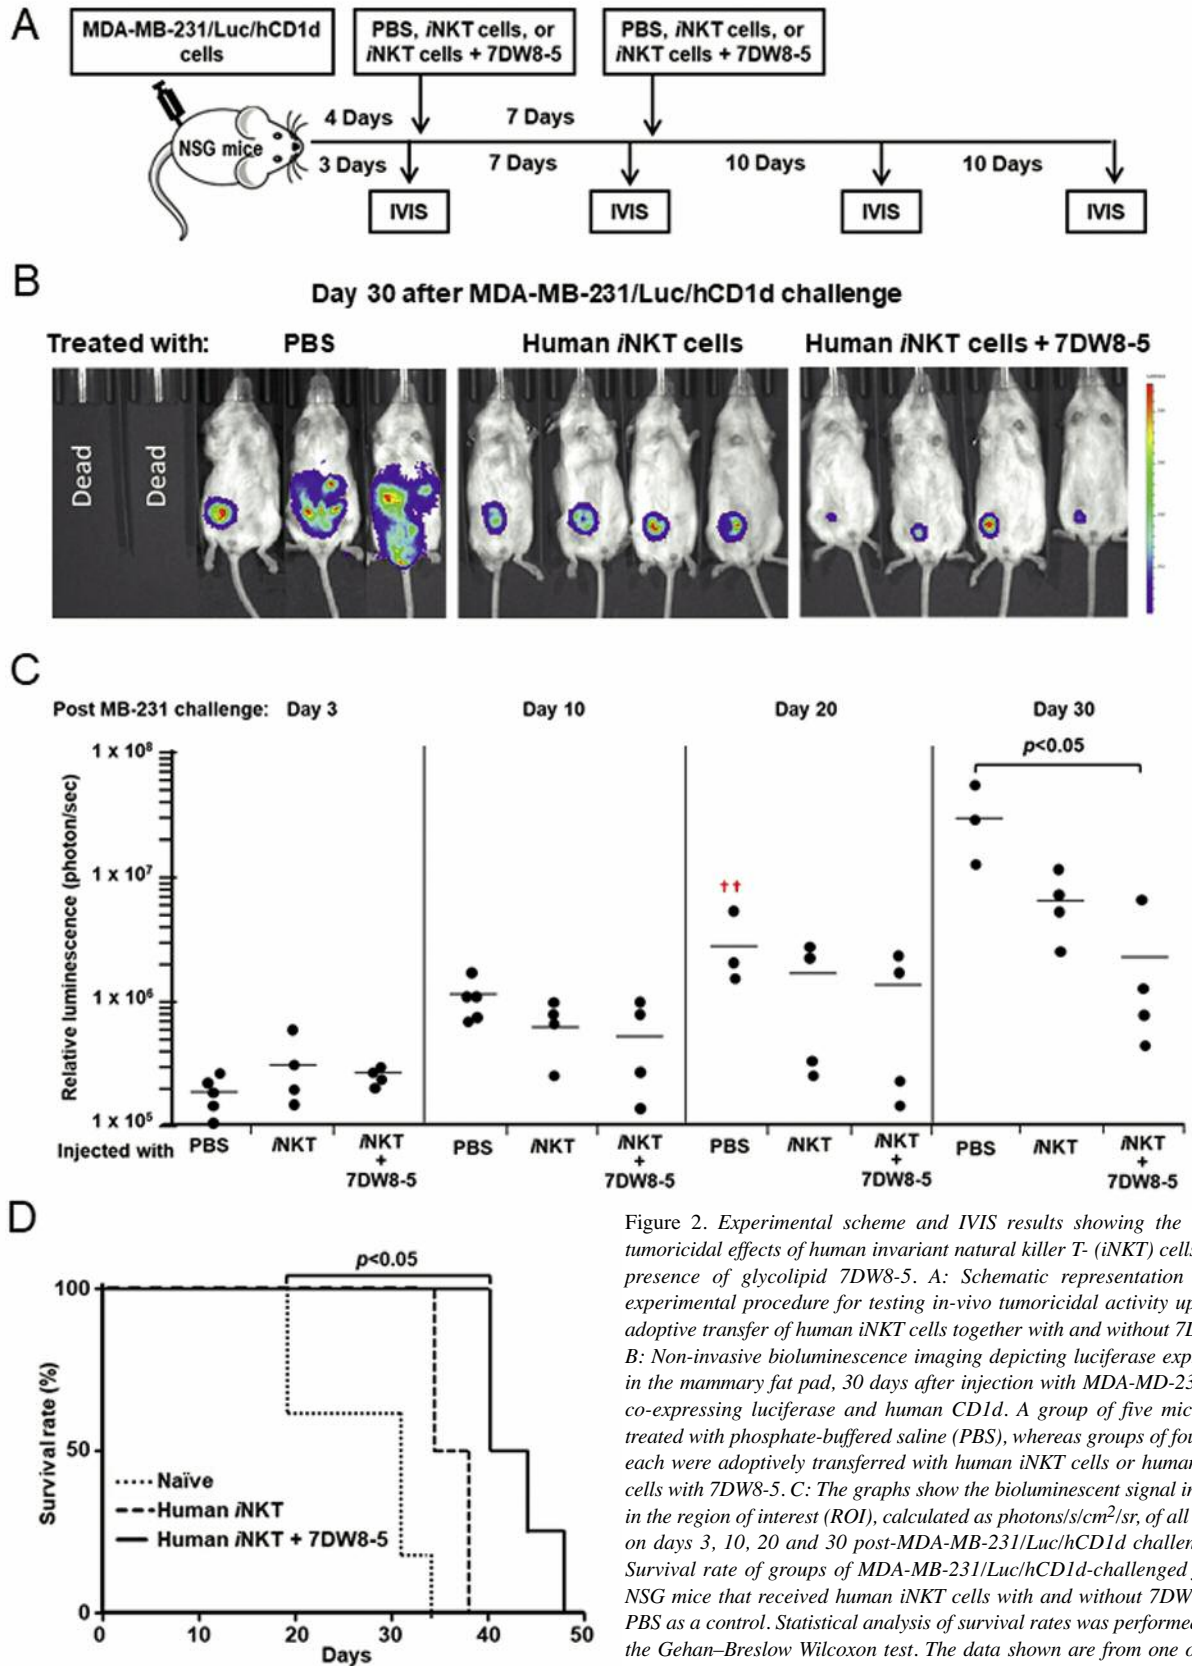 A
MDA-MB-231/Luc/hCD1d
cells
PBS, iNKT cells, or
iNKT cells + 7DW8-5
PBS, iNKT cells, or
iNKT cells + 7DW8-5
NSG mice
4 Days
7 Days
3 Days
7 Days
10 Days
10 Days
IVIS
IVIS
IVIS
IVIS
B
Day 30 after MDA-MB-231/Luc/hCD1d challenge
Treated with:
PBS
Human iNKT cells
Human iNKT cells + 7DW8-5
Dead
Dead
C
Post MB-231 challenge: Day 3
Day 10
Day 20
Day 30
p<0.05
Relative luminescence (photon/sec)
1 x 10⁸
1 x 10⁷
1 x 10⁶
1 x 10⁵
††
Injected with
PBS
iNKT
iNKT
+
7DW8-5
PBS
iNKT
iNKT
+
7DW8-5
PBS
iNKT
iNKT
+
7DW8-5
PBS
iNKT
iNKT
+
7DW8-5
D
p<0.05
Survival rate (%)
100
50
0
Naïve
Human iNKT
Human iNKT + 7DW8-5
0 10 20 30 40 50
Days
Figure 2. Experimental scheme and IVIS results showing the
tumoricidal effects of human invariant natural killer T- (iNKT) cells
presence of glycolipid 7DW8-5. A: Schematic representation
experimental procedure for testing in-vivo tumoricidal activity up
adoptive transfer of human iNKT cells together with and without
B: Non-invasive bioluminescence imaging depicting luciferase exp
in the mammary fat pad, 30 days after injection with MDA-MD-23
co-expressing luciferase and human CD1d. A group of five mic
treated with phosphate-buffered saline (PBS), whereas groups of fou
each were adoptively transferred with human iNKT cells or human
cells with 7DW8-5. C: The graphs show the bioluminescent signal in
in the region of interest (ROI), calculated as photons/s/cm²/sr, of all
on days 3, 10, 20 and 30 post-MDA-MB-231/Luc/hCD1d challen
Survival rate of groups of MDA-MB-231/Luc/hCD1d-challenged
NSG mice that received human iNKT cells with and without 7DW
PBS as a control. Statistical analysis of survival rates was performed
the Gehan–Breslow Wilcoxon test. The data shown are from one o